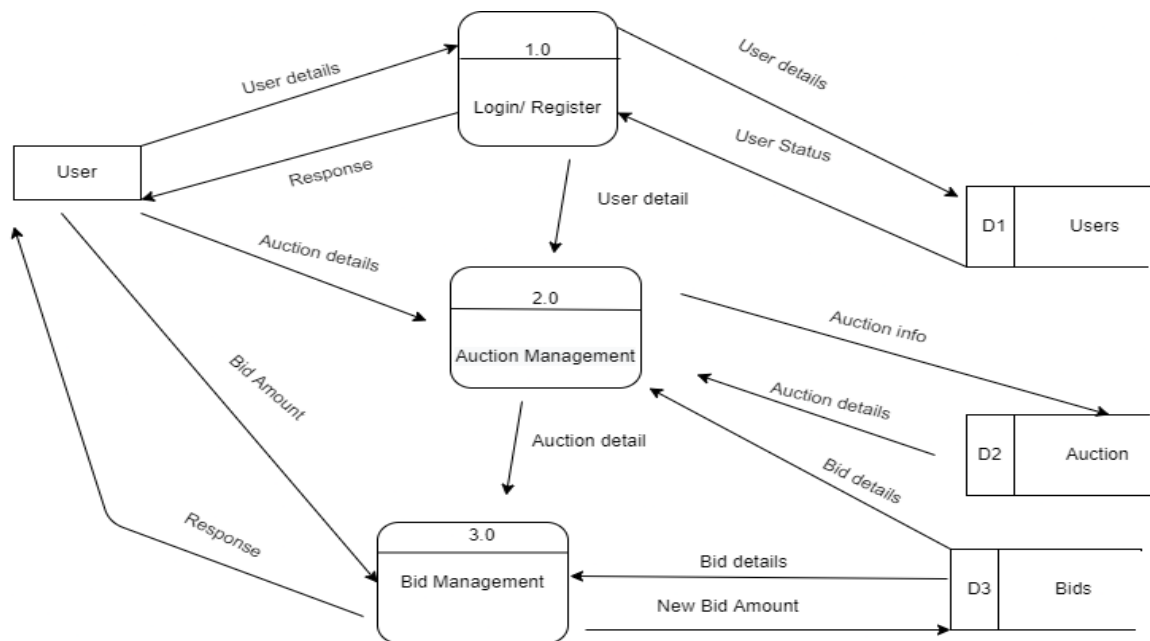 1.0
User details
User details
Login/ Register
User Status
User
Response
User detail
D1
Users
Auction details
2.0
Auction info
Auction Management
Bid Amount
Auction details
Auction detail
D2
Auction
Bid details
Response
3.0
Bid details
Bid Management
D3
Bids
New Bid Amount